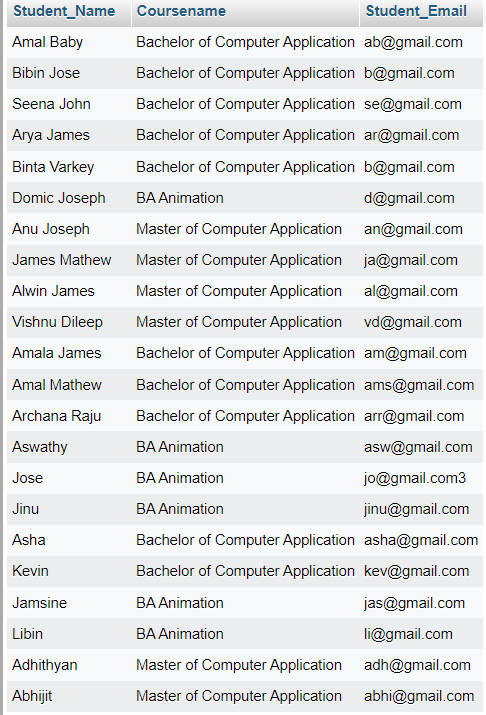 Student_Name Coursename Student_Email
Amal Baby Bachelor of Computer Application ab@gmail.com
Bibin Jose Bachelor of Computer Application b@gmail.com
Seena John Bachelor of Computer Application se@gmail.com
Arya James Bachelor of Computer Application ar@gmail.com
Binta Varkey Bachelor of Computer Application b@gmail.com
Domic Joseph BA Animation d@gmail.com
Anu Joseph Master of Computer Application an@gmail.com
James Mathew Master of Computer Application ja@gmail.com
Alwin James Master of Computer Application al@gmail.com
Vishnu Dileep Master of Computer Application vd@gmail.com
Amala James Bachelor of Computer Application am@gmail.com
Amal Mathew Bachelor of Computer Application ams@gmail.com
Archana Raju Bachelor of Computer Application arr@gmail.com
Aswathy BA Animation asw@gmail.com
Jose BA Animation jo@gmail.com3
Jinu BA Animation jinu@gmail.com
Asha Bachelor of Computer Application asha@gmail.com
Kevin Bachelor of Computer Application kev@gmail.com
Jamsine BA Animation jas@gmail.com
Libin BA Animation li@gmail.com
Adhithyan Master of Computer Application adh@gmail.com
Abhijit Master of Computer Application abhi@gmail.com